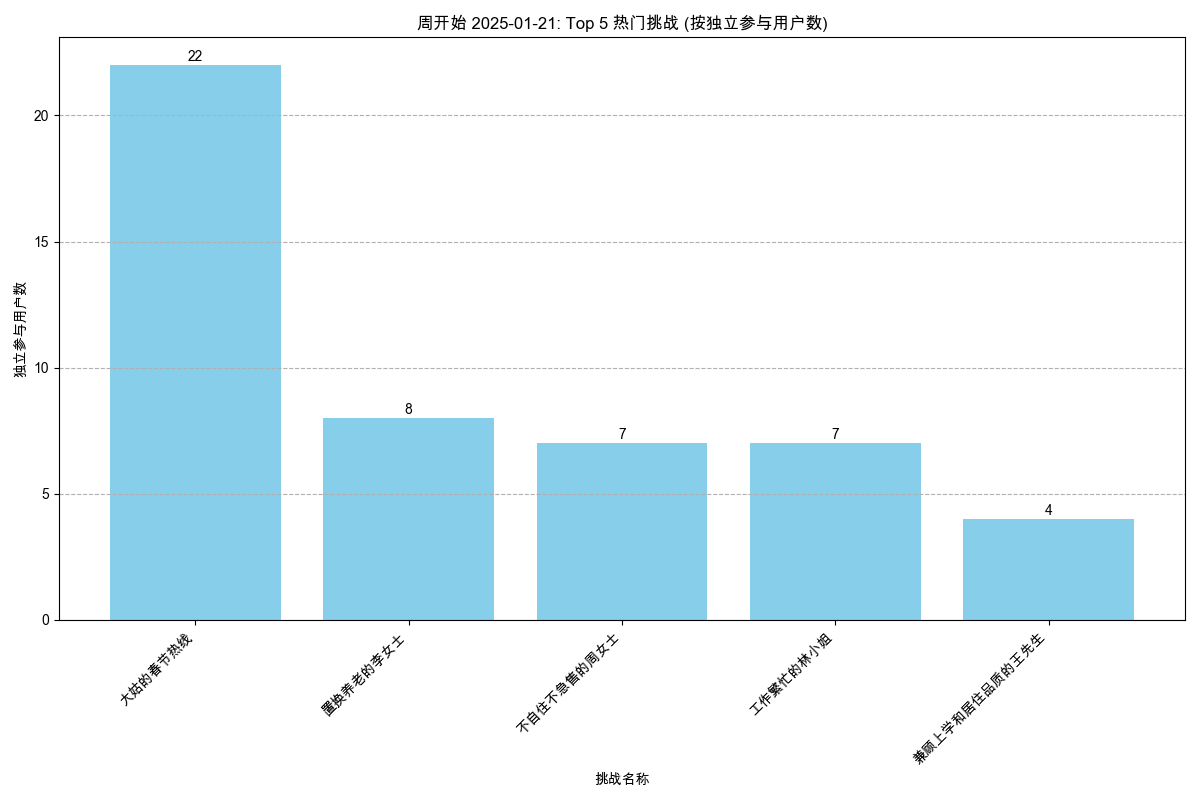 周开始 2025-01-21: Top 5 热门挑战 (按独立参与用户数)
独立参与用户数
20
15
10
5
0
22
8
7
7
4
大姑的春节热线
置换养老的李女士
不自住不急售的周女士
工作繁忙的林小姐
兼顾上学和居住品质的王先生
挑战名称